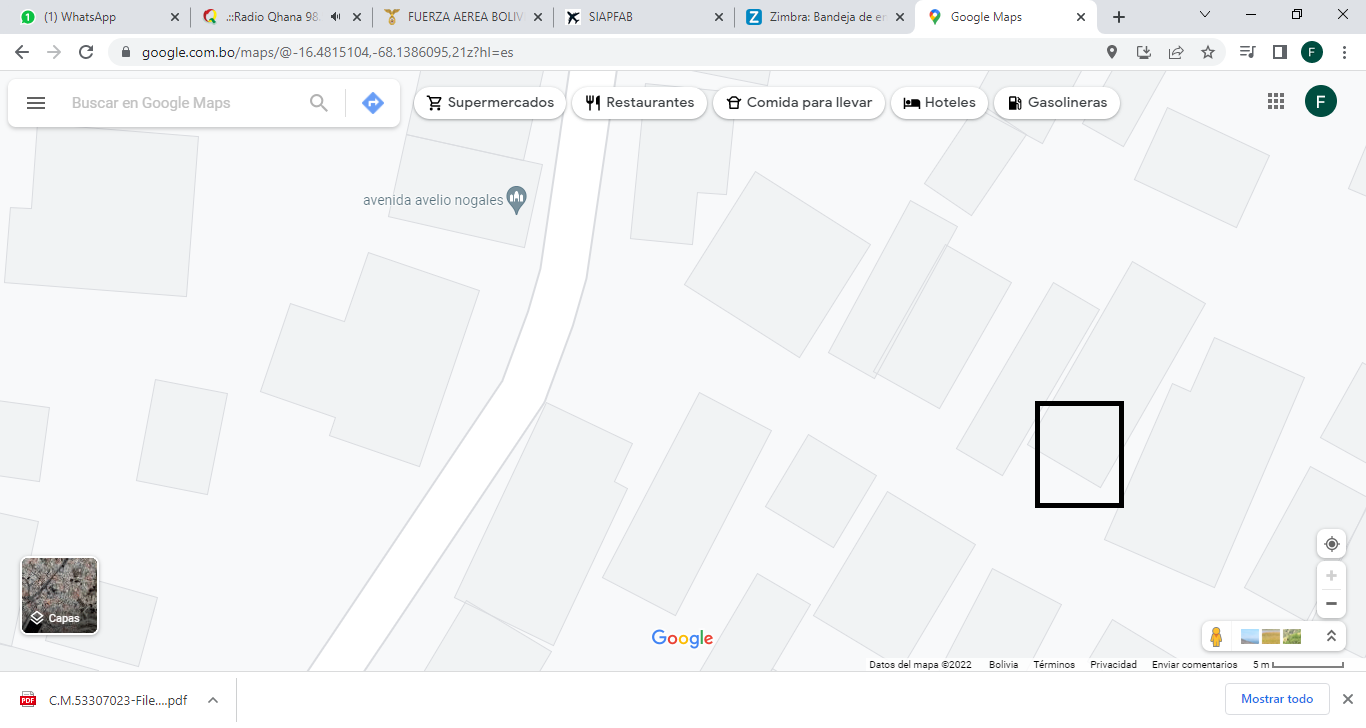 (1) WhatsApp
.::Radio Qhana 98
FUERZA AEREA BOLIV
SIAPFAB
Zimbra: Bandeja de en
Google Maps
google.com.bo/maps/@-16.4815104,-68.1386095,21z?hl=es
F
Buscar en Google Maps
Supermercados
Restaurantes
Comida para llevar
Hoteles
Gasolineras
F
avenida avelio nogales
Capas
Google
Datos del mapa ©2022 Bolivia Términos Privacidad Enviar comentarios 5 m
PDF
C.M.53307023-File....pdf
Mostrar todo